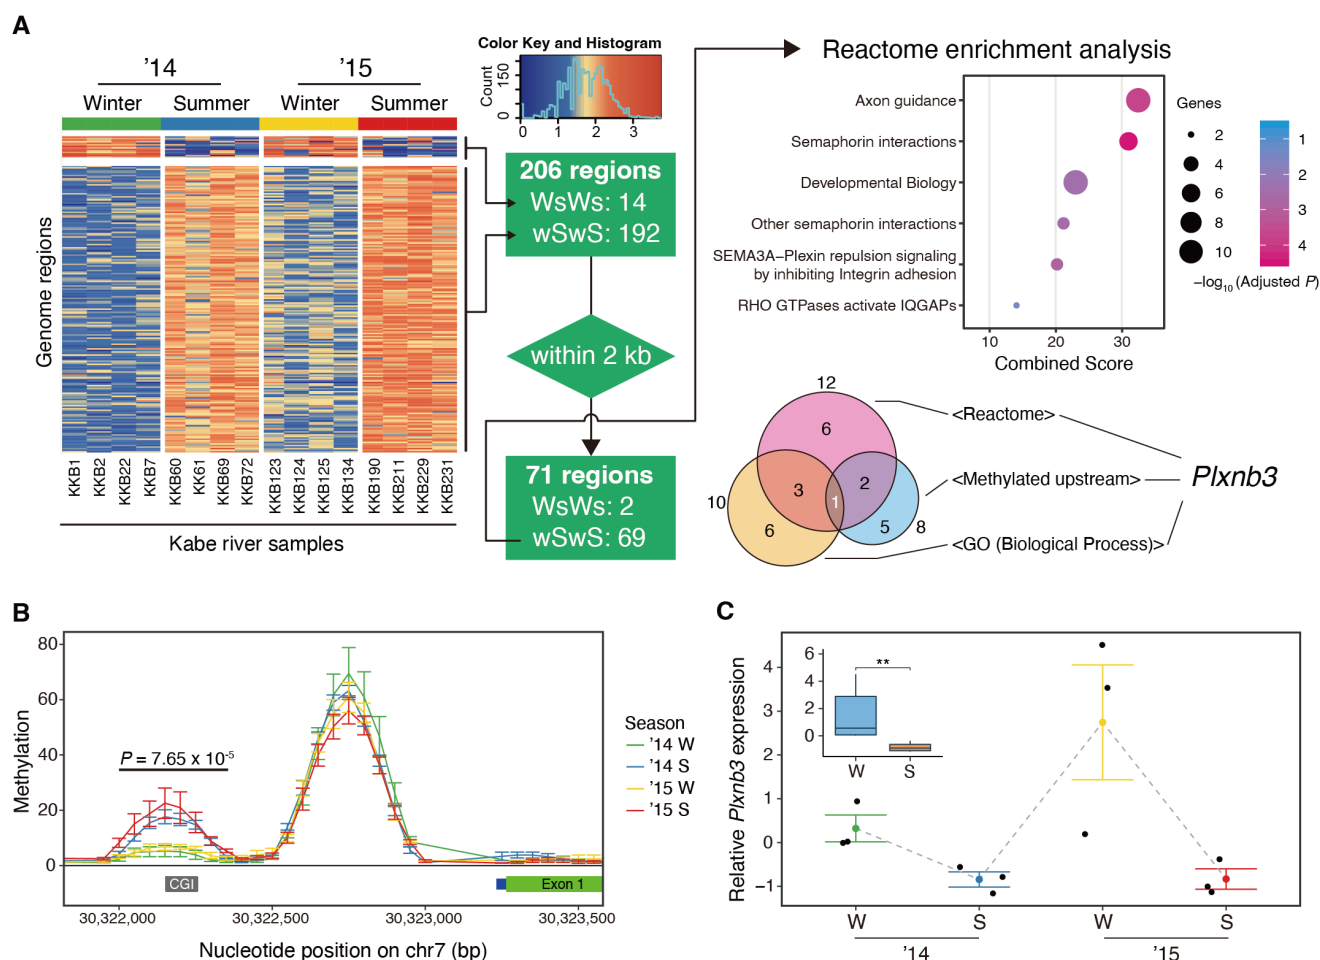 A
'14
'15
Winter
Summer
Winter
Summer
Genome regions
KKB1
KKB2
KKB22
KKB7
KKB60
KK61
KKB69
KKB72
KKB123
KKB124
KKB125
KKB134
KKB190
KKB211
KKB229
KKB231
Kabe river samples
Color Key and Histogram
Count
150
0
0 1 2 3
206 regions
WsWs: 14
wSwS: 192
within 2 kb
71 regions
WsWs: 2
wSwS: 69
Reactome enrichment analysis
Axon guidance
Semaphorin interactions
Developmental Biology
Other semaphorin interactions
SEMA3A–Plexin repulsion signaling
by inhibiting Integrin adhesion
RHO GTPases activate IQGAPs
10 20 30
Combined Score
Genes
2
4
6
8
10
1
2
3
4
−log10 (Adjusted P)
12
6
3
2
1
10
6
5
8
<Reactome>
<Methylated upstream>
<GO (Biological Process)>
Plxnb3
B
Methylation
80
60
40
20
0
P = 7.65 x 10-5
CGI
Exon 1
30,322,000 30,322,500 30,323,000 30,323,500
Nucleotide position on chr7 (bp)
Season
'14 W
'14 S
'15 W
'15 S
C
Relative Plxnb3 expression
4
3
2
1
0
−1
6
4
2
0
**
W S
W S W S
'14 '15